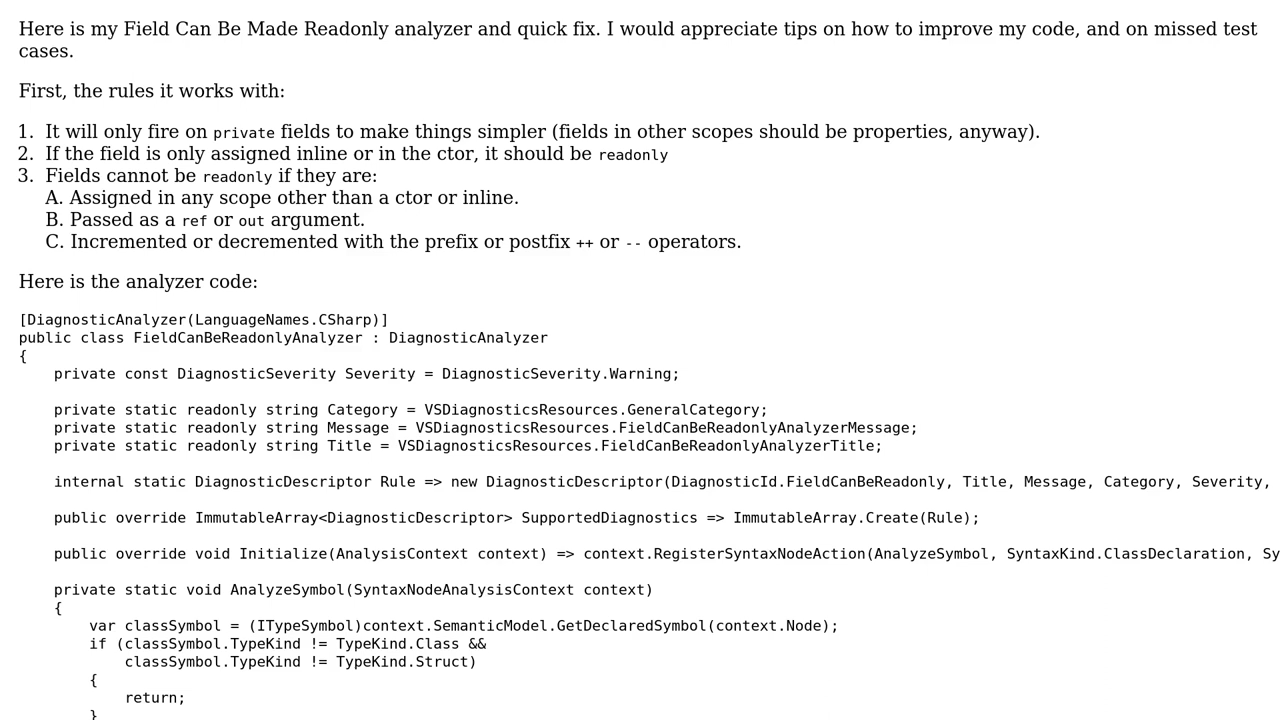 Here is my Field Can Be Made Readonly analyzer and quick fix. I would appreciate tips on how to improve my code, and on missed test
cases.
First, the rules it works with:
1. It will only fire on private fields to make things simpler (fields in other scopes should be properties, anyway).
2. If the field is only assigned inline or in the ctor, it should be readonly
3. Fields cannot be readonly if they are:
A. Assigned in any scope other than a ctor or inline.
B. Passed as a ref or out argument.
C. Incremented or decremented with the prefix or postfix ++ or -- operators.
Here is the analyzer code:
[DiagnosticAnalyzer(LanguageNames.CSharp)]
public class FieldCanBeReadonlyAnalyzer : DiagnosticAnalyzer
{
    private const DiagnosticSeverity Severity = DiagnosticSeverity.Warning;
    private static readonly string Category = VSDiagnosticsResources.GeneralCategory;
    private static readonly string Message = VSDiagnosticsResources.FieldCanBeReadonlyAnalyzerMessage;
    private static readonly string Title = VSDiagnosticsResources.FieldCanBeReadonlyAnalyzerTitle;
    internal static DiagnosticDescriptor Rule => new DiagnosticDescriptor(DiagnosticId.FieldCanBeReadonly, Title, Message, Category, Severity,
    public override ImmutableArray<DiagnosticDescriptor> SupportedDiagnostics => ImmutableArray.Create(Rule);
    public override void Initialize(AnalysisContext context) => context.RegisterSyntaxNodeAction(AnalyzeSymbol, SyntaxKind.ClassDeclaration, Sy
    private static void AnalyzeSymbol(SyntaxNodeAnalysisContext context)
    {
        var classSymbol = (ITypeSymbol)context.SemanticModel.GetDeclaredSymbol(context.Node);
        if (classSymbol.TypeKind != TypeKind.Class &&
            classSymbol.TypeKind != TypeKind.Struct)
        {
            return;
        }